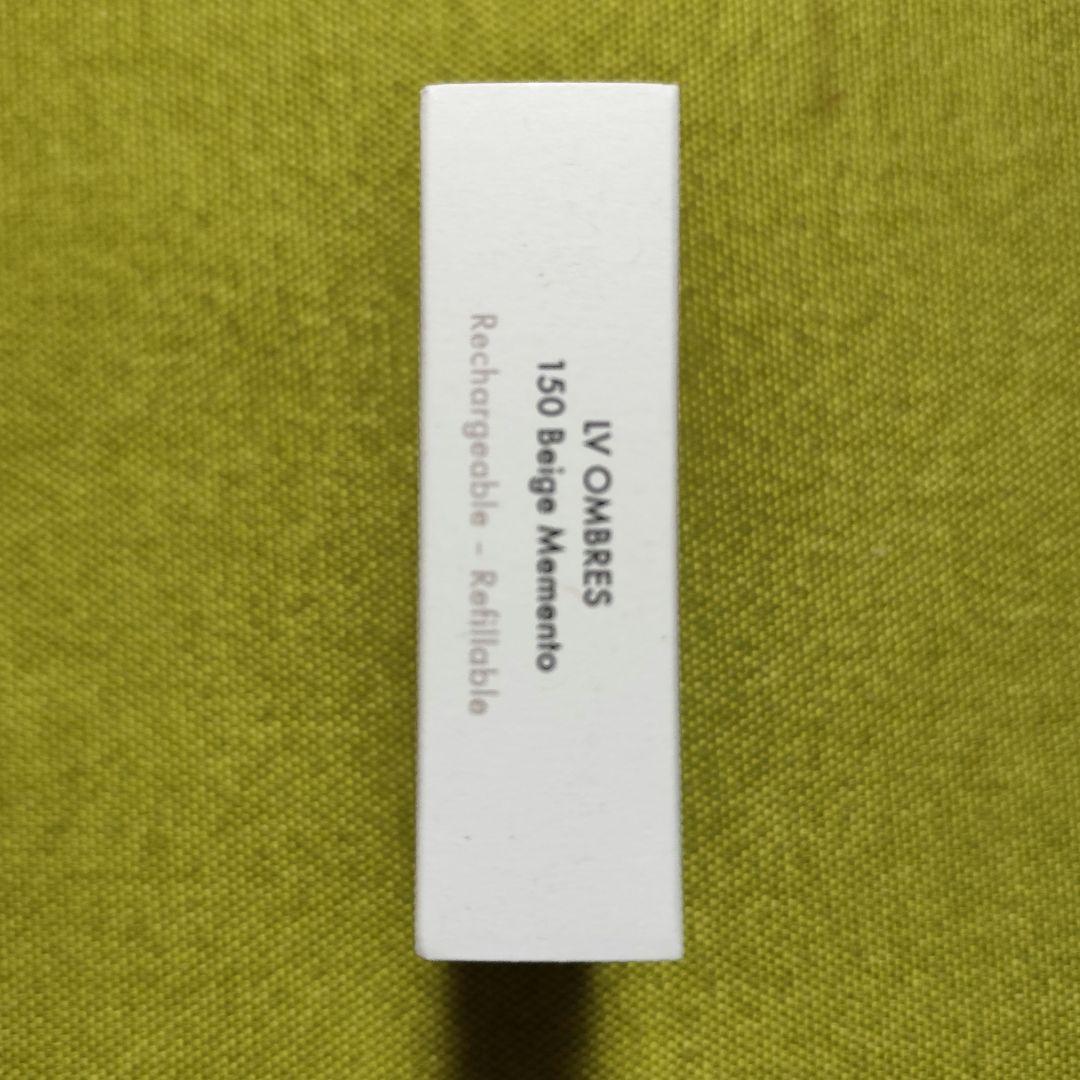 LV OMBRES
150 Beige Memento
Rechargeable – Refillable